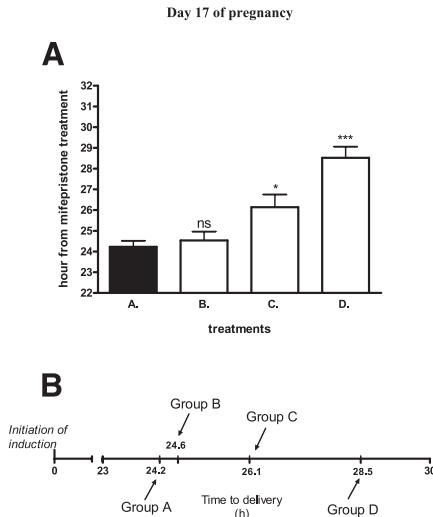 Day 17 of pregnancy
A
hour from mifepristone treatment
32
31
30
29
28
27
26
25
24
23
22
ns
*
***
A.
B.
C.
D.
treatments
B
Initiation of
induction
Group B
Group C
24.6
0
23
24.2
26.1
28.5
30
Group A
Time to delivery
(h)
Group D